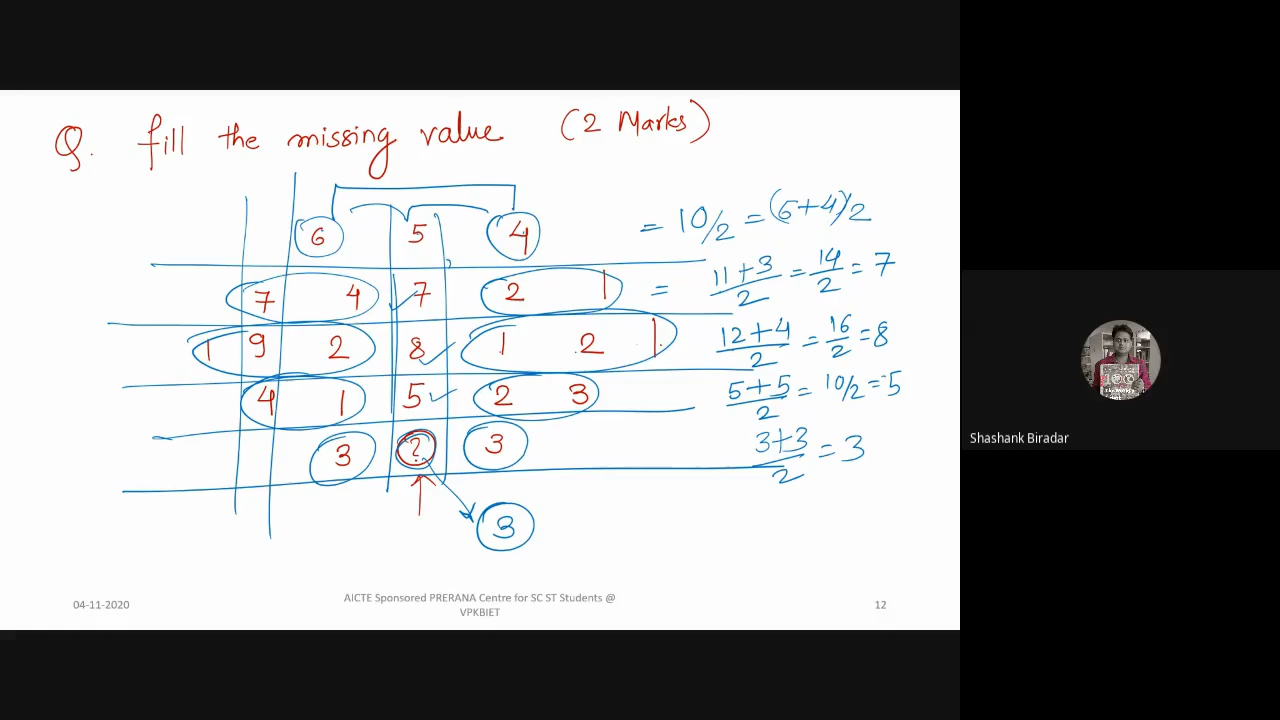 Q. fill the missing value (2 Marks)
6 5 4 = 10/2 = (6+4)/2
7 4 7 2 1 = 11+3/2 = 14/2 = 7
1 9 2 8 1 2 1 12+4/2 = 16/2 = 8
4 1 5 2 3 5+5/2 = 10/2 = 5
3 ? 3 3+3/2 = 3
3
04-11-2020
AICTE Sponsored PRERANA Centre for SC ST Students @
VPKBIET
12
Shashank Biradar